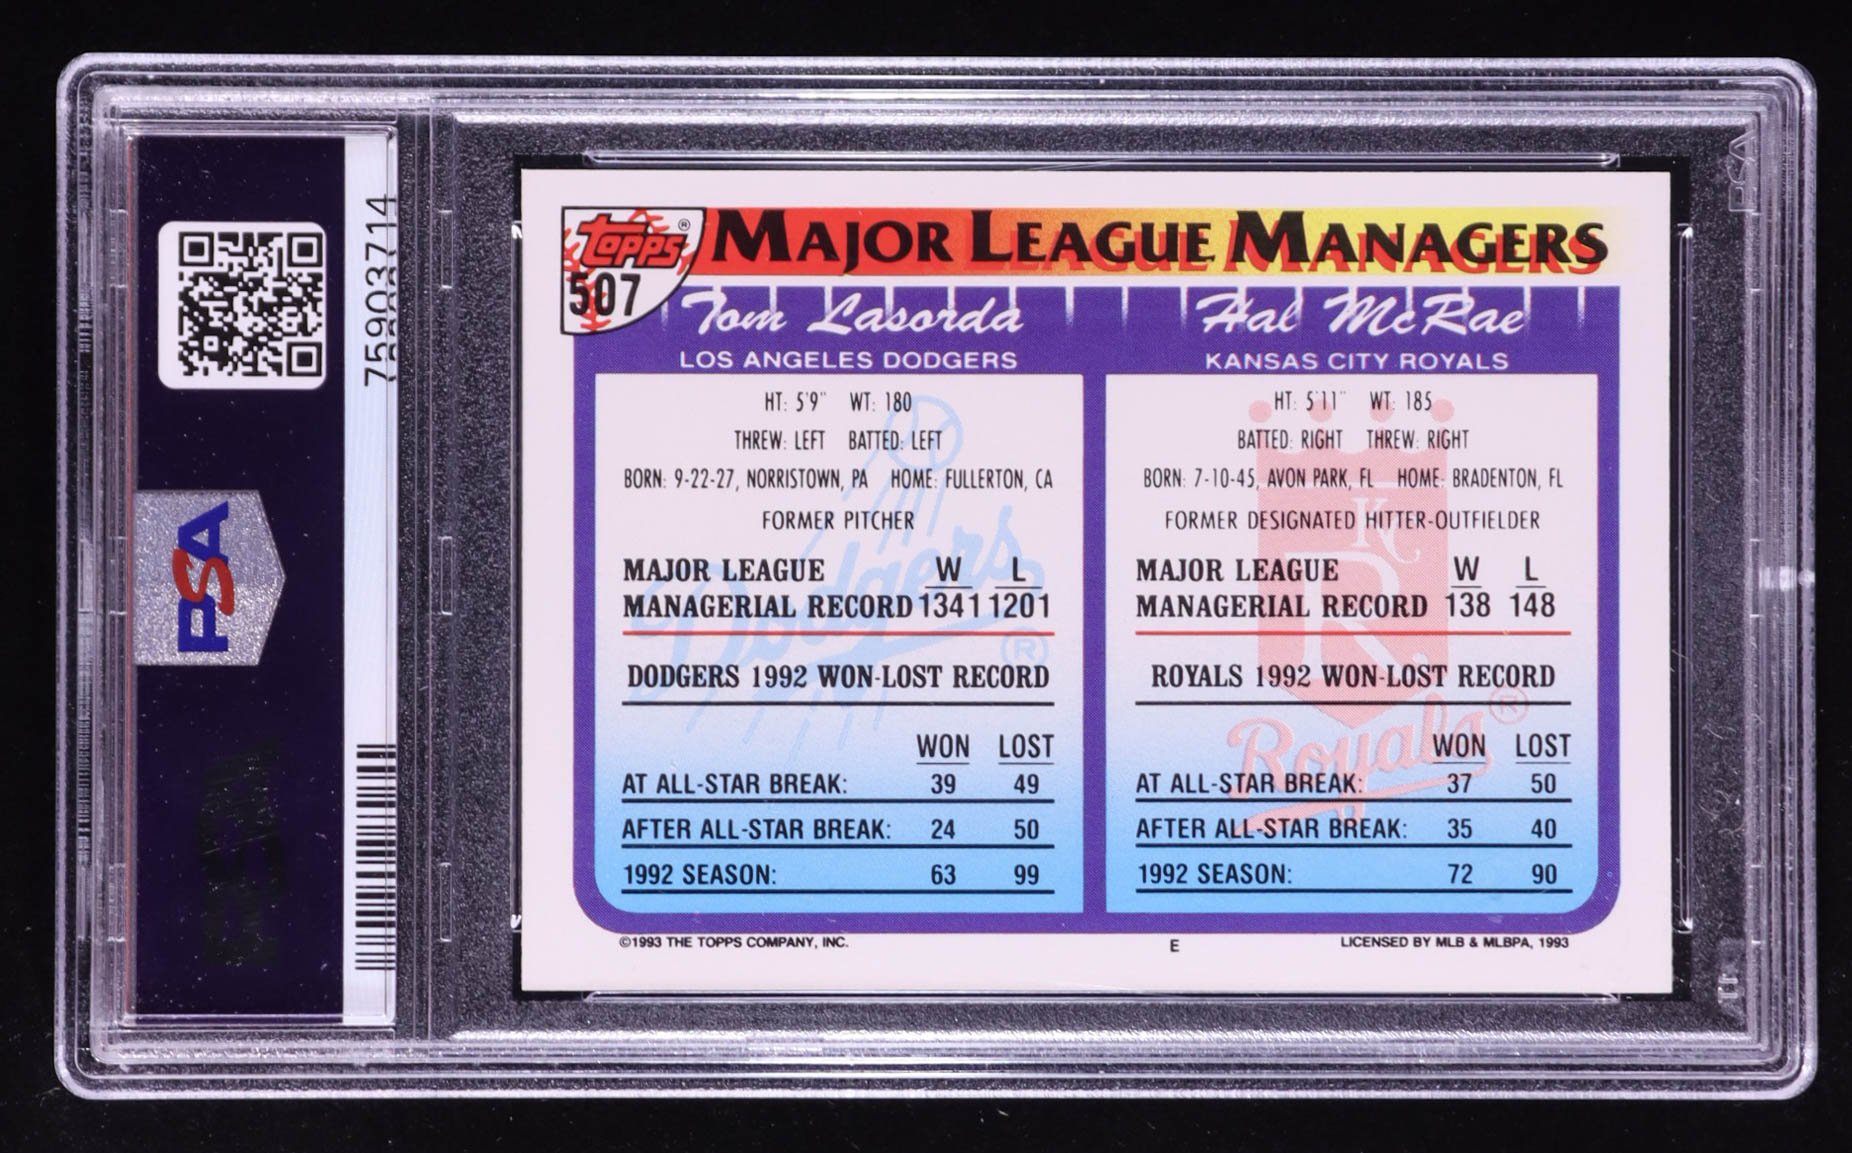 75903714
PSA
topps®
507
MAJOR LEAGUE MANAGERS
Tom Lasorda
LOS ANGELES DODGERS
HT: 5'9" WT: 180
THREW: LEFT BATTED: LEFT
BORN: 9-22-27, NORRISTOWN, PA HOME: FULLERTON, CA
FORMER PITCHER
MAJOR LEAGUE W L
MANAGERIAL RECORD 1341 1201
DODGERS 1992 WON-LOST RECORD
WON LOST
AT ALL-STAR BREAK: 39 49
AFTER ALL-STAR BREAK: 24 50
1992 SEASON: 63 99
Dodgers®
Hal McRae
KANSAS CITY ROYALS
HT: 5'11" WT: 185
BATTED: RIGHT THREW: RIGHT
BORN: 7-10-45, AVON PARK, FL HOME: BRADENTON, FL
FORMER DESIGNATED HITTER-OUTFIELDER
MAJOR LEAGUE W L
MANAGERIAL RECORD 138 148
ROYALS 1992 WON-LOST RECORD
WON LOST
AT ALL-STAR BREAK: 37 50
AFTER ALL-STAR BREAK: 35 40
1992 SEASON: 72 90
KC
R
Royals®
©1993 THE TOPPS COMPANY, INC.
E
LICENSED BY MLB & MLBPA, 1993
PSA